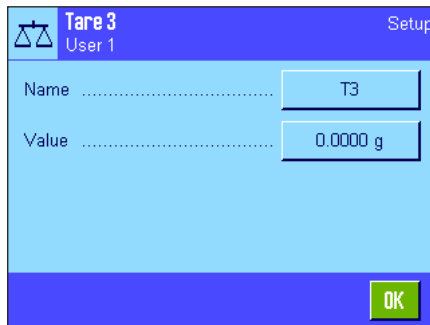 Tare 3
Setup
User 1
Name ................................. T3
Value ................................. 0.0000 g
OK